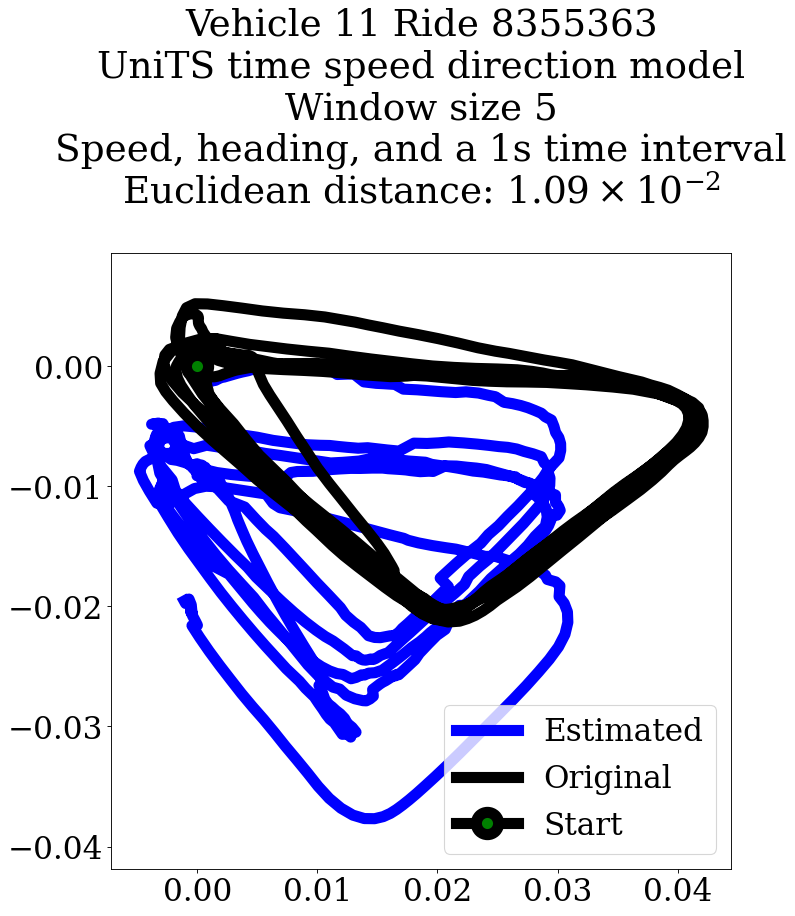 Vehicle 11 Ride 8355363
UniTS time speed direction model
Window size 5
Speed, heading, and a 1s time interval
Euclidean distance: 1.09 × 10⁻²
0.00
−0.01
−0.02
−0.03
−0.04
Estimated
Original
Start
0.00 0.01 0.02 0.03 0.04